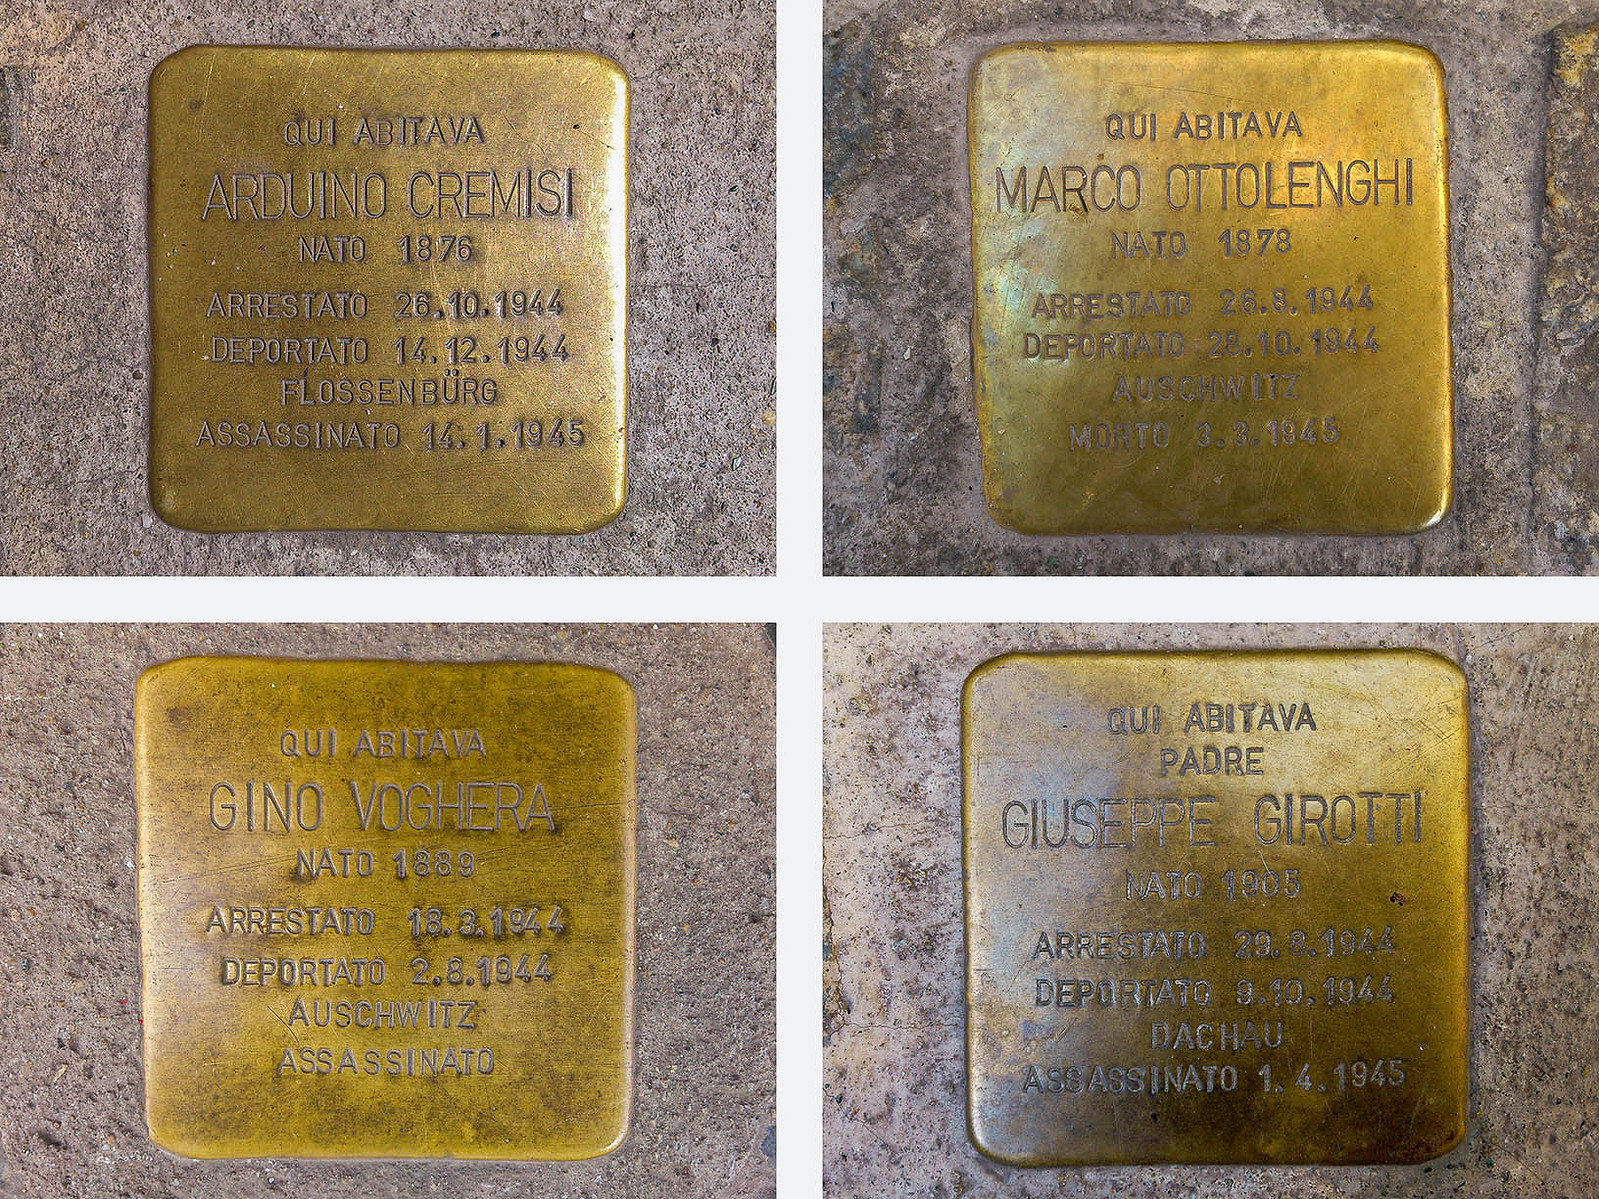 QUI ABITAVA
ARDUINO CREMISI
NATO 1876
ARRESTATO 26.10.1944
DEPORTATO 14.12.1944
FLOSSENBÜRG
ASSASSINATO 14.1.1945
QUI ABITAVA
MARCO OTTOLENGHI
NATO 1878
ARRESTATO 26.8.1944
DEPORTATO 28.10.1944
AUSCHWITZ
MORTO 3.3.1945
QUI ABITAVA
GINO VOGHERA
NATO 1889
ARRESTATO 18.3.1944
DEPORTATO 2.8.1944
AUSCHWITZ
ASSASSINATO
QUI ABITAVA
PADRE
GIUSEPPE GIROTTI
NATO 1905
ARRESTATO 29.8.1944
DEPORTATO 9.10.1944
DACHAU
ASSASSINATO 1.4.1945